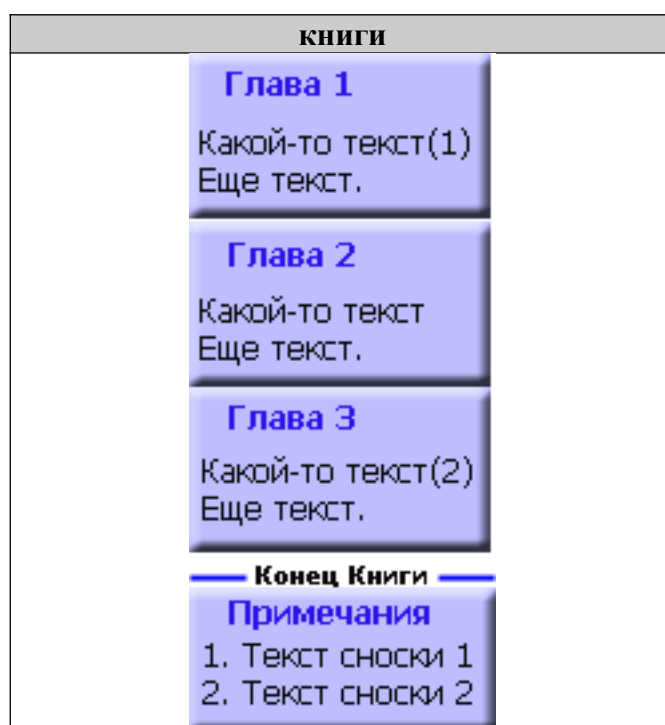 книги
Глава 1
Какой-то текст(1)
Еще текст.
Глава 2
Какой-то текст
Еще текст.
Глава 3
Какой-то текст(2)
Еще текст.
Конец Книги
Примечания
1. Текст сноски 1
2. Текст сноски 2